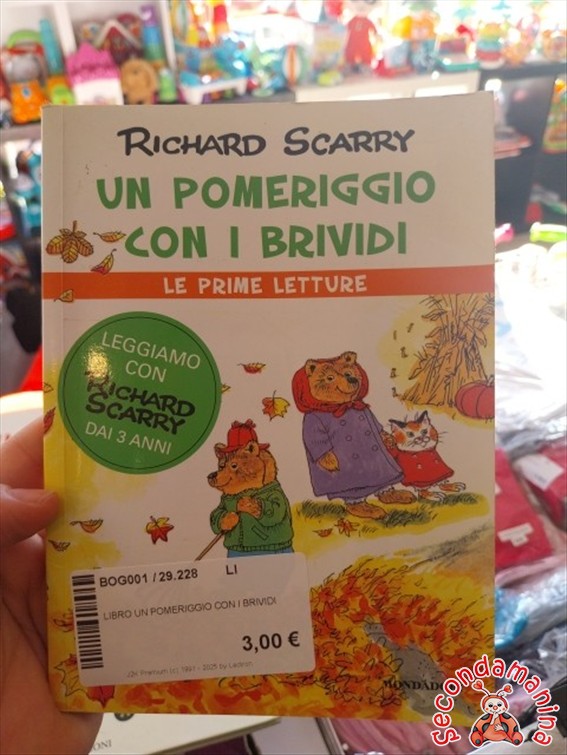 RICHARD SCARRY
UN POMERIGGIO
CON I BRIVIDI
LE PRIME LETTURE
LEGGIAMO
CON
RICHARD
SCARRY
DAI 3 ANNI
BOG001 / 29.228 LI
LIBRO UN POMERIGGIO CON I BRIVIDI
3,00 €
MONDADO
Secondamanina